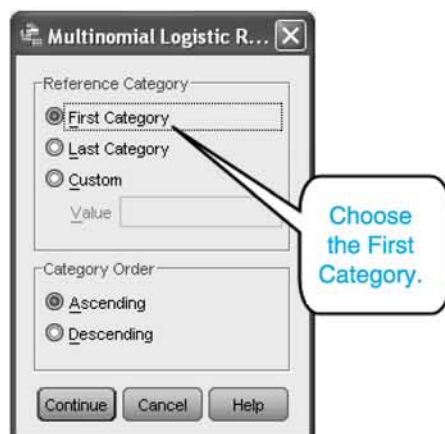 Multinomial Logistic R...
Reference Category
First Category
Last Category
Custom
Value
Choose
the First
Category.
Category Order
Ascending
Descending
Continue Cancel Help